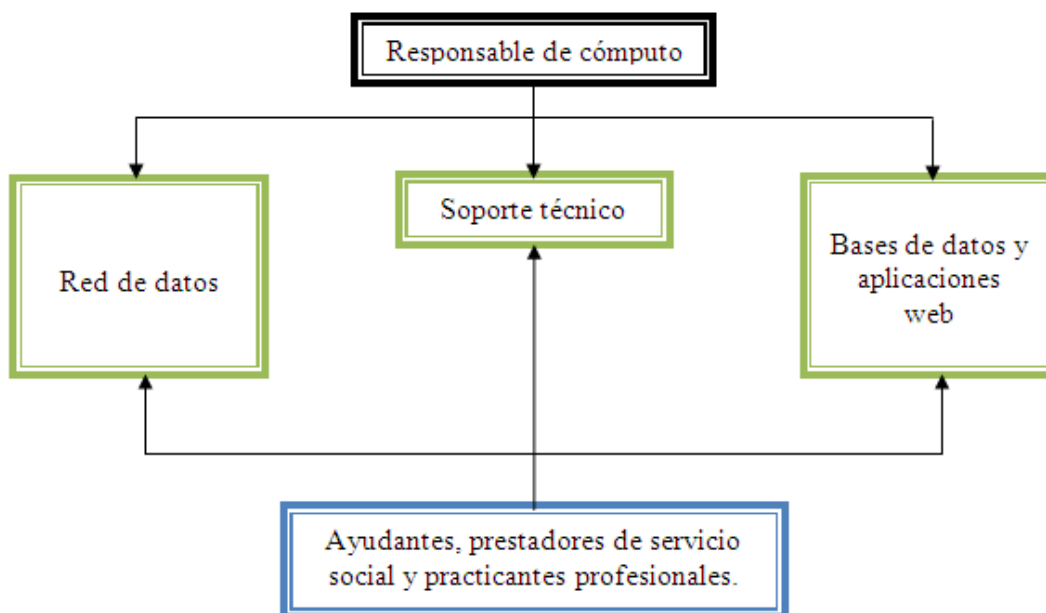 Responsable de cómputo
Soporte técnico
Red de datos
Bases de datos y
aplicaciones
web
Ayudantes, prestadores de servicio
social y practicantes profesionales.